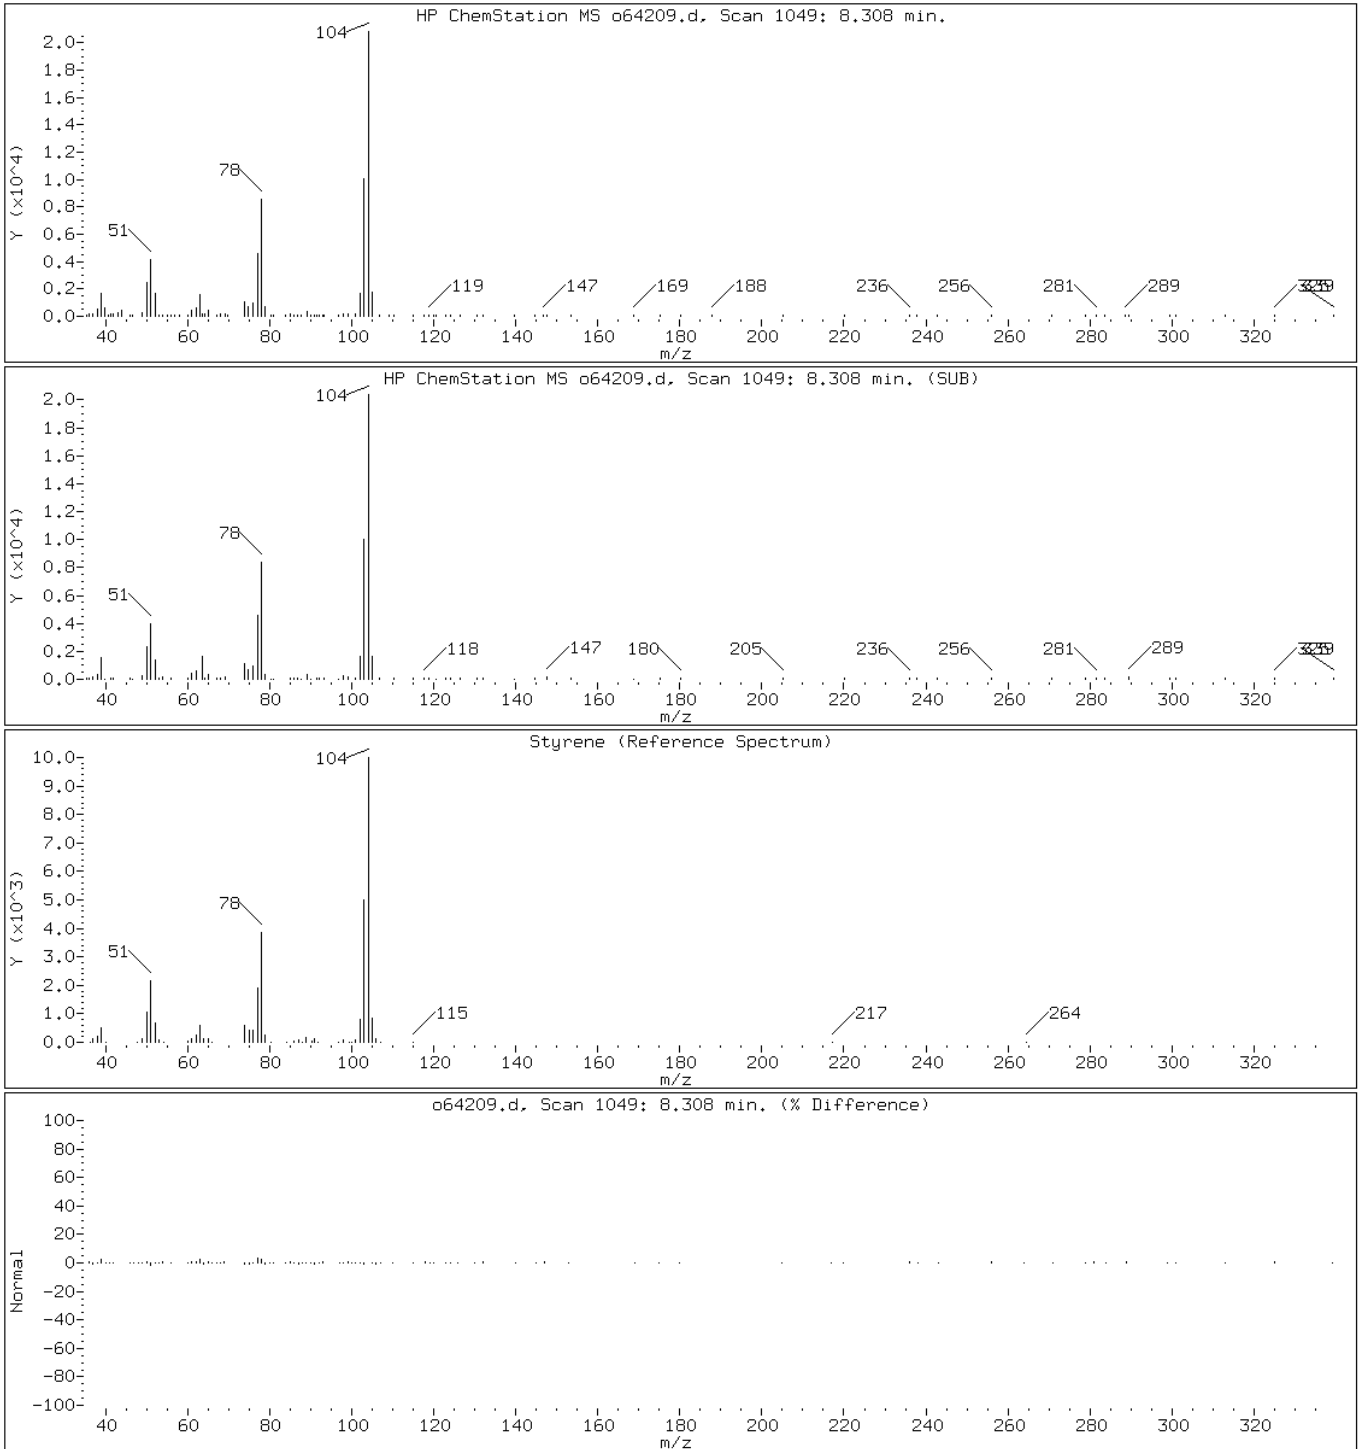 HP ChemStation MS o64209.d, Scan 1049: 8.308 min.
104
2.0
1.8
1.6
1.4
1.2
1.0
78
0.8
51
0.6
0.4
0.2
119 147 169 188 236 256 281 289 339
0.0
Y (x10^4)
40 60 80 100 120 140 160 180 200 220 240 260 280 300 320
m/z
HP ChemStation MS o64209.d, Scan 1049: 8.308 min. (SUB)
104
2.0
1.8
1.6
1.4
1.2
1.0
78
0.8
51
0.6
0.4
0.2
118 147 180 205 236 256 281 289 339
0.0
Y (x10^4)
40 60 80 100 120 140 160 180 200 220 240 260 280 300 320
m/z
Styrene (Reference Spectrum)
104
10.0
9.0
8.0
7.0
6.0
5.0
78
4.0
51
3.0
2.0
1.0
115 217 264
0.0
Y (x10^3)
40 60 80 100 120 140 160 180 200 220 240 260 280 300 320
m/z
o64209.d, Scan 1049: 8.308 min. (% Difference)
100
80
60
40
20
0
-20
-40
-60
-80
-100
Normal
40 60 80 100 120 140 160 180 200 220 240 260 280 300 320
m/z